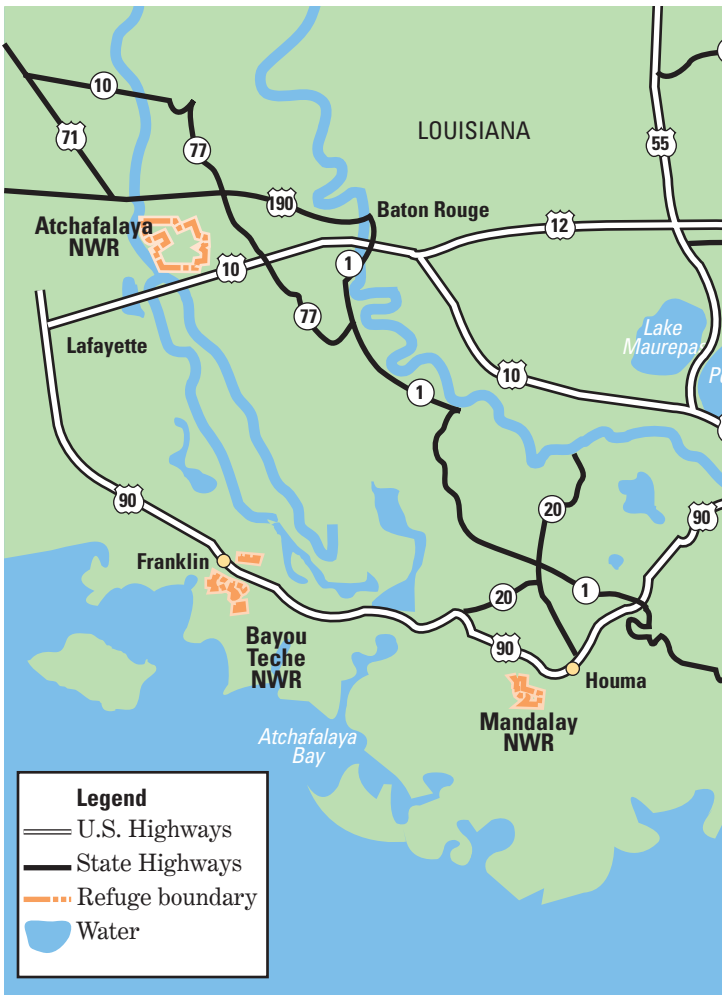 10
71
77
55
LOUISIANA
190
Baton Rouge
12
Atchafalaya
NWR
10
1
77
Lafayette
Lake
Maurepas
10
1
90
20
90
Franklin
20
1
Bayou
Teche
NWR
90
Houma
Mandalay
NWR
Atchafalaya
Bay
Legend
U.S. Highways
State Highways
Refuge boundary
Water